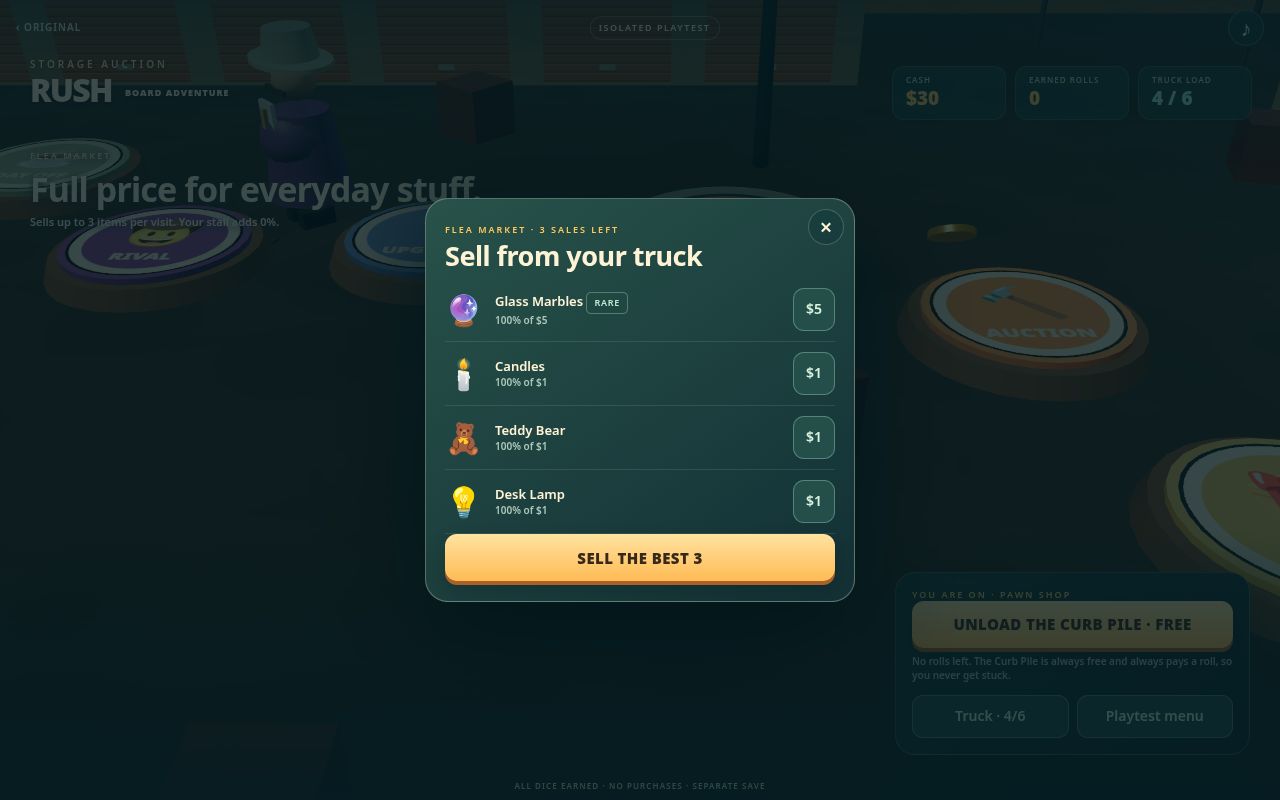 ‹ ORIGINAL
ISOLATED PLAYTEST
♪
STORAGE AUCTION
RUSH BOARD ADVENTURE
CASH
$30
EARNED ROLLS
0
TRUCK LOAD
4 / 6
FLEA MARKET
Full price for everyday stuff.
Sells up to 3 items per visit. Your stall adds 0%.
DAY OFF
RIVAL
UPG
AUCTION
FLEA MARKET · 3 SALES LEFT
Sell from your truck
×
Glass Marbles RARE
100% of $5
$5
Candles
100% of $1
$1
Teddy Bear
100% of $1
$1
Desk Lamp
100% of $1
$1
SELL THE BEST 3
YOU ARE ON · PAWN SHOP
UNLOAD THE CURB PILE · FREE
No rolls left. The Curb Pile is always free and always pays a roll, so
you never get stuck.
Truck · 4/6
Playtest menu
ALL DICE EARNED · NO PURCHASES · SEPARATE SAVE